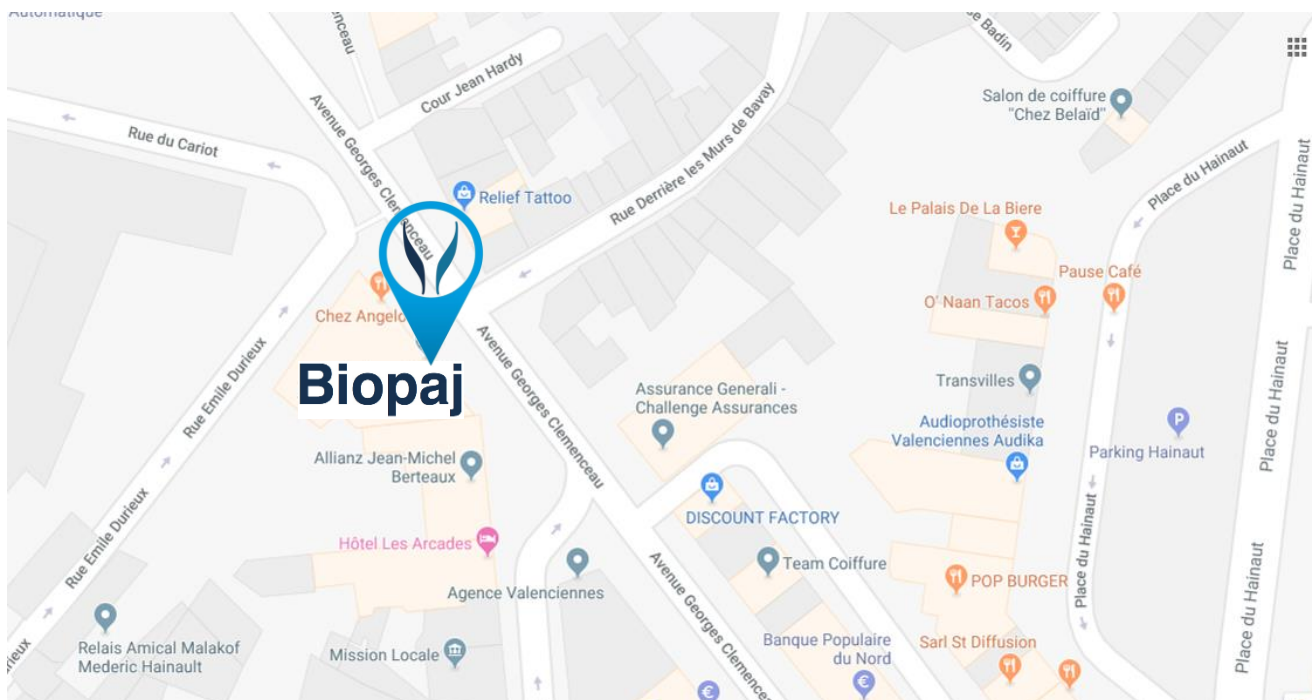 Automatique
Avenue Georges Clemenceau
Cour Jean Hardy
Rue du Cariot
Relief Tattoo
Rue Derrière les Murs de Bavay
Salon de coiffure
"Chez Belaïd"
Place du Hainaut
Place du Hainaut
Le Palais De La Biere
Pause Café
O' Naan Tacos
Chez Angelo
Biopaj
Rue Emile Durieux
Avenue Georges Clemenceau
Assurance Generali -
Challenge Assurances
Transvilles
Audioprothésiste
Valenciennes Audika
P
Parking Hainaut
Place du Hainaut
Allianz Jean-Michel
Berteaux
DISCOUNT FACTORY
Place du Hainaut
Hôtel Les Arcades
Rue Emile Durieux
Agence Valenciennes
Team Coiffure
POP BURGER
Place du Hainaut
Avenue Georges Clemenceau
Relais Amical Malakof
Mederic Hainault
Mission Locale
Banque Populaire
du Nord
Sarl St Diffusion
€
€